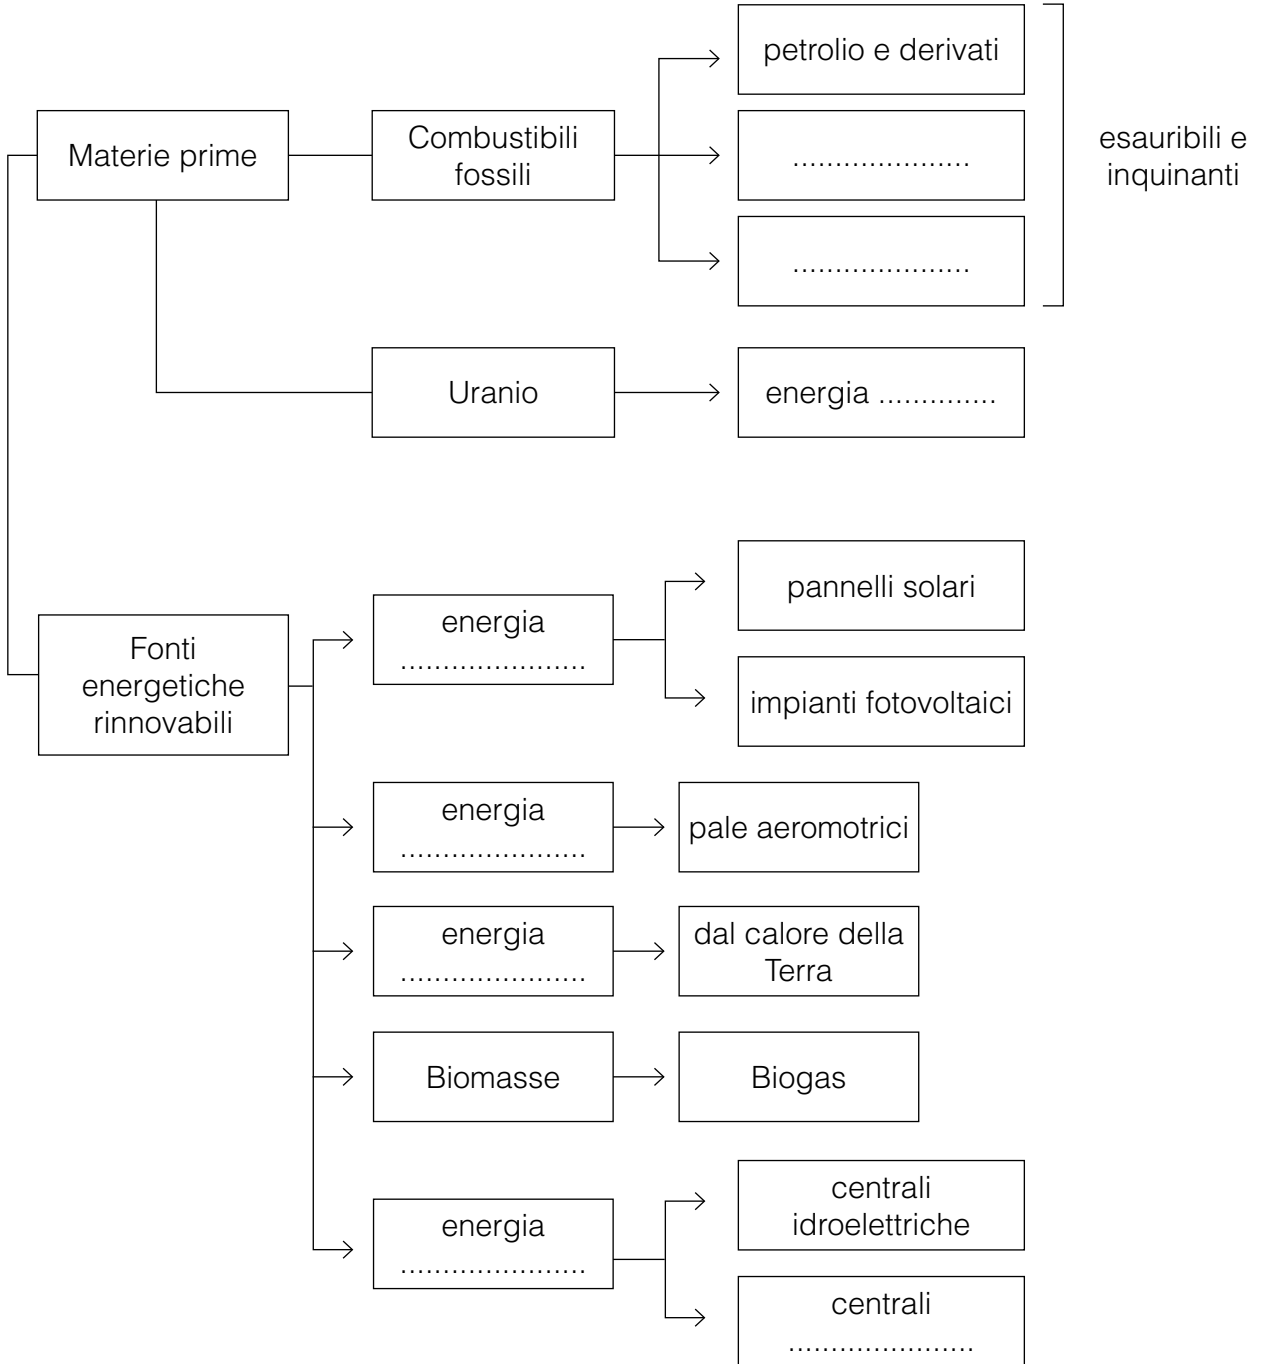 petrolio e derivati
Materie prime
Combustibili
fossili
.....................
esauribili e
inquinanti
.....................
Uranio
energia ..............
pannelli solari
energia
......................
Fonti
energetiche
rinnovabili
impianti fotovoltaici
energia
......................
pale aeromotrici
energia
......................
dal calore della
Terra
Biomasse
Biogas
centrali
idroelettriche
energia
......................
centrali
......................